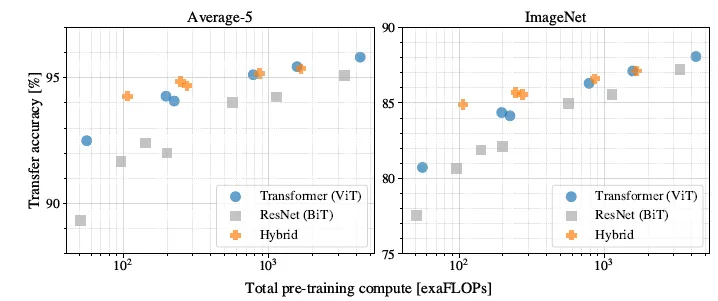 Average-5
ImageNet
Transfer accuracy [%]
95
90
90
85
80
75
Transformer (ViT)
ResNet (BiT)
Hybrid
Transformer (ViT)
ResNet (BiT)
Hybrid
10²
10³
10²
10³
Total pre-training compute [exaFLOPs]